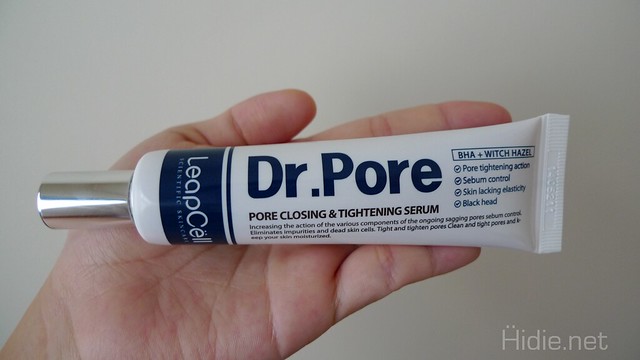 LeapCell
SCIENTIFIC SKINCARE
Dr.Pore
PORE CLOSING & TIGHTENING SERUM
Increasing the action of the various components of the ongoing sagging pores sebum control.
Eliminates impurities and dead skin cells. Tight and tighten pores Clean and tight pores and k-
eep your skin moisturized.
BHA + WITCH HAZEL
Pore tightening action
Sebum control
Skin lacking elasticity
Black head
Hidie.net